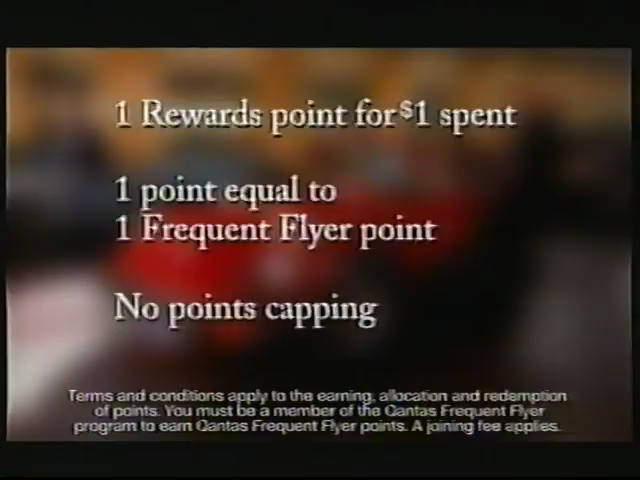 1 Rewards point for $1 spent
1 point equal to
1 Frequent Flyer point
No points capping
Terms and conditions apply to the earning, allocation and redemption
of points. You must be a member of the Qantas Frequent Flyer
program to earn Qantas Frequent Flyer points. A joining fee applies.